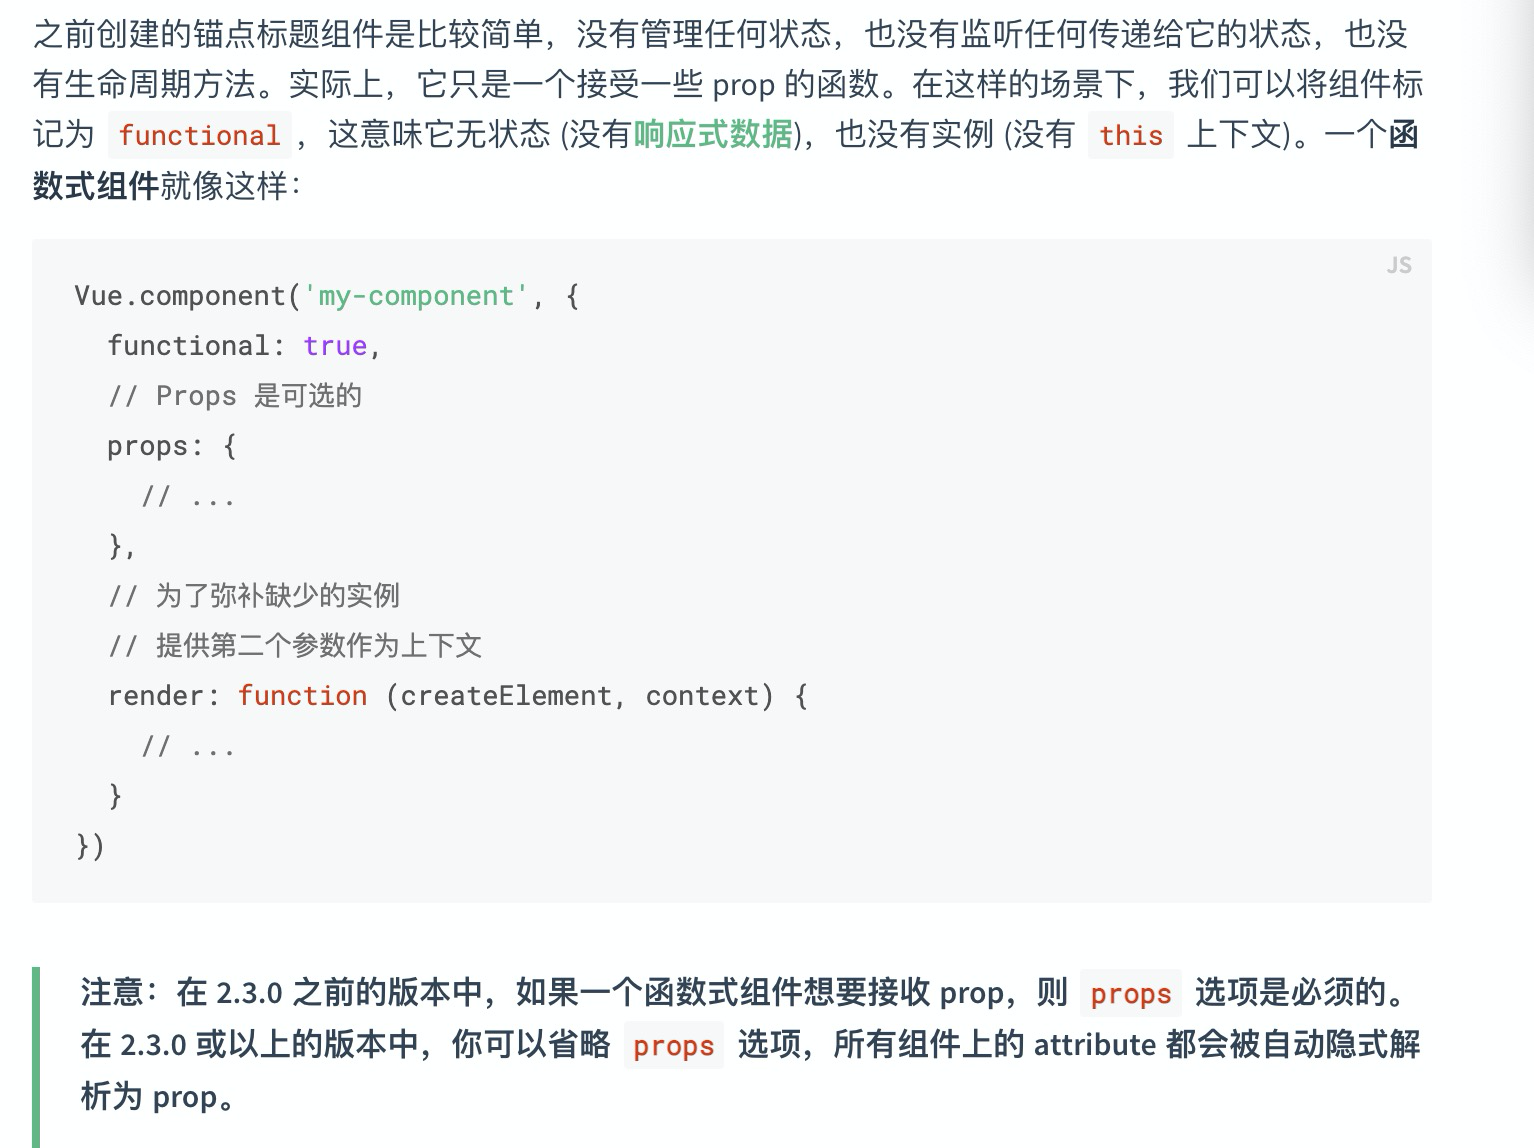 之前创建的锚点标题组件是比较简单，没有管理任何状态，也没有监听任何传递给它的状态，也没
有生命周期方法。实际上，它只是一个接受一些 prop 的函数。在这样的场景下，我们可以将组件标
记为 functional，这意味它无状态 (没有响应式数据)，也没有实例 (没有 this 上下文)。一个函
数式组件就像这样：
JS
Vue.component('my-component', {
  functional: true,
  // Props 是可选的
  props: {
    // ...
  },
  // 为了弥补缺少的实例
  // 提供第二个参数作为上下文
  render: function (createElement, context) {
    // ...
  }
})
注意：在 2.3.0 之前的版本中，如果一个函数式组件想要接收 prop，则 props 选项是必须的。
在 2.3.0 或以上的版本中，你可以省略 props 选项，所有组件上的 attribute 都会被自动隐式解
析为 prop。